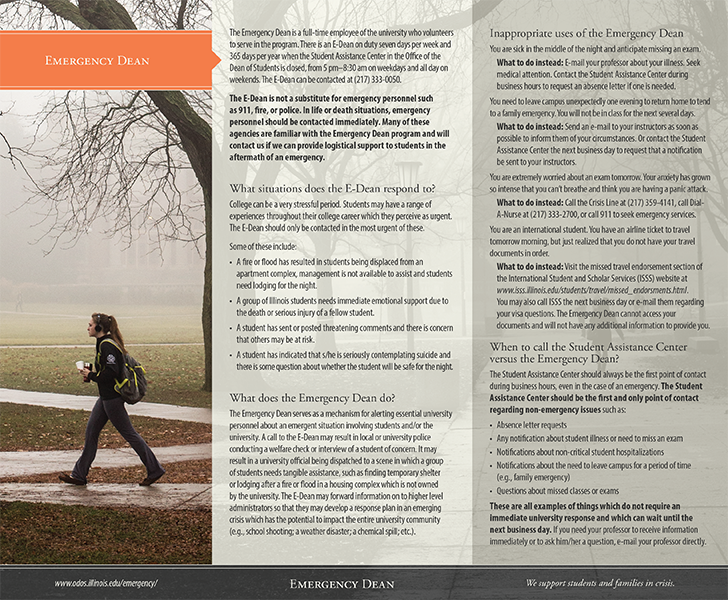 EMERGENCY DEAN
The Emergency Dean is a full-time employee of the university who volunteers
to serve in the program. There is an E-Dean on duty seven days per week and
365 days per year when the Student Assistance Center in the Office of the
Dean of Students is closed, from 5 pm–8:30 am on weekdays and all day on
weekends. The E-Dean can be contacted at (217) 333-0050.
The E-Dean is not a substitute for emergency personnel such
as 911, fire, or police. In life or death situations, emergency
personnel should be contacted immediately. Many of these
agencies are familiar with the Emergency Dean program and will
contact us if we can provide logistical support to students in the
aftermath of an emergency.
What situations does the E-Dean respond to?
College can be a very stressful period. Students may have a range of
experiences throughout their college career which they perceive as urgent.
The E-Dean should only be contacted in the most urgent of these.
Some of these include:
• A fire or flood has resulted in students being displaced from an
apartment complex, management is not available to assist and students
need lodging for the night.
• A group of Illinois students needs immediate emotional support due to
the death or serious injury of a fellow student.
• A student has sent or posted threatening comments and there is concern
that others may be at risk.
• A student has indicated that s/he is seriously contemplating suicide and
there is some question about whether the student will be safe for the night.
What does the Emergency Dean do?
The Emergency Dean serves as a mechanism for alerting essential university
personnel about an emergent situation involving students and/or the
university. A call to the E-Dean may result in local or university police
conducting a welfare check or interview of a student of concern. It may
result in a university official being dispatched to a scene in which a group
of students needs tangible assistance, such as finding temporary shelter
or lodging after a fire or flood in a housing complex which is not owned
by the university. The E-Dean may forward information on to higher level
administrators so that they may develop a response plan in an emerging
crisis which has the potential to impact the entire university community
(e.g., school shooting; a weather disaster; a chemical spill; etc.).
Inappropriate uses of the Emergency Dean
You are sick in the middle of the night and anticipate missing an exam.
What to do instead: E-mail your professor about your illness. Seek
medical attention. Contact the Student Assistance Center during
business hours to request an absence letter if one is needed.
You need to leave campus unexpectedly one evening to return home to tend
to a family emergency. You will not be in class for the next several days.
What to do instead: Send an e-mail to your instructors as soon as
possible to inform them of your circumstances. Or contact the Student
Assistance Center the next business day to request that a notification
be sent to your instructors.
You are extremely worried about an exam tomorrow. Your anxiety has grown
so intense that you can't breathe and think you are having a panic attack.
What to do instead: Call the Crisis Line at (217) 359-4141, call Dial-
A-Nurse at (217) 333-2700, or call 911 to seek emergency services.
You are an international student. You have an airline ticket to travel
tomorrow morning, but just realized that you do not have your travel
documents in order.
What to do instead: Visit the missed travel endorsement section of
the International Student and Scholar Services (ISSS) website at
www.isss.illinois.edu/students/travel/missed_endorsments.html.
You may also call ISSS the next business day or e-mail them regarding
your visa questions. The Emergency Dean cannot access your
documents and will not have any additional information to provide you.
When to call the Student Assistance Center
versus the Emergency Dean?
The Student Assistance Center should always be the first point of contact
during business hours, even in the case of an emergency. The Student
Assistance Center should be the first and only point of contact
regarding non-emergency issues such as:
• Absence letter requests
• Any notification about student illness or need to miss an exam
• Notifications about non-critical student hospitalizations
• Notifications about the need to leave campus for a period of time
(e.g., family emergency)
• Questions about missed classes or exams
These are all examples of things which do not require an
immediate university response and which can wait until the
next business day. If you need your professor to receive information
immediately or to ask him/her a question, e-mail your professor directly.
www.odos.illinois.edu/emergency/
EMERGENCY DEAN
We support students and families in crisis.